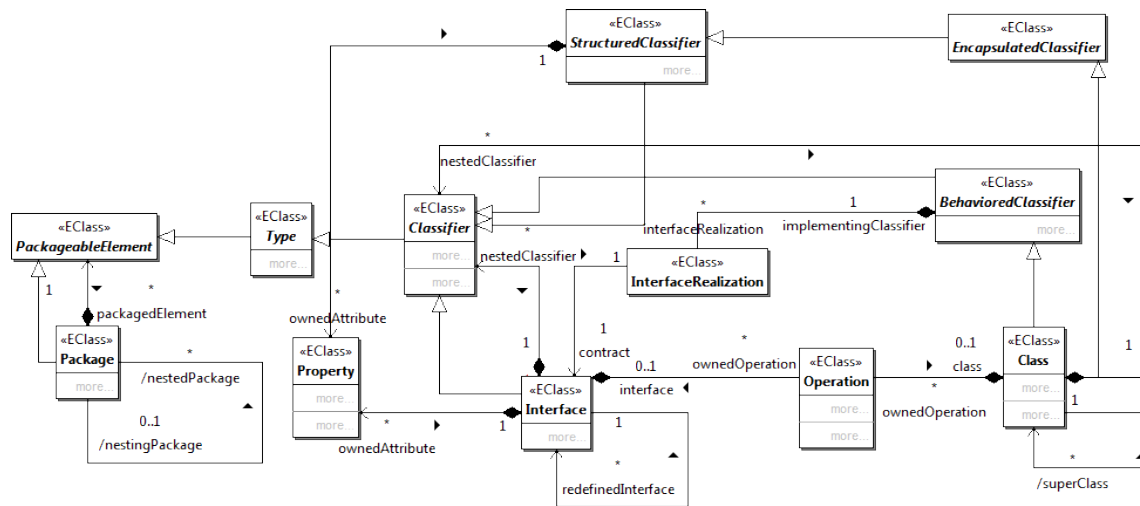 «EClass»
StructuredClassifier
more...
«EClass»
EncapsulatedClassifier
more...
1
*
nestedClassifier
«EClass»
BehavioredClassifier
more...
1
implementingClassifier
*
interfaceRealization
«EClass»
InterfaceRealization
1
«EClass»
Classifier
more...
more...
*
nestedClassifier
«EClass»
Type
more...
«EClass»
PackageableElement
1
*
packagedElement
«EClass»
Package
more...
*
/nestedPackage
0..1
/nestingPackage
*
ownedAttribute
«EClass»
Property
more...
more...
1
1
contract
0..1
interface
*
ownedOperation
«EClass»
Interface
more...
1
*
ownedAttribute
1
*
redefinedInterface
«EClass»
Operation
more...
more...
0..1
class
*
ownedOperation
«EClass»
Class
more...
more...
1
1
*
/superClass